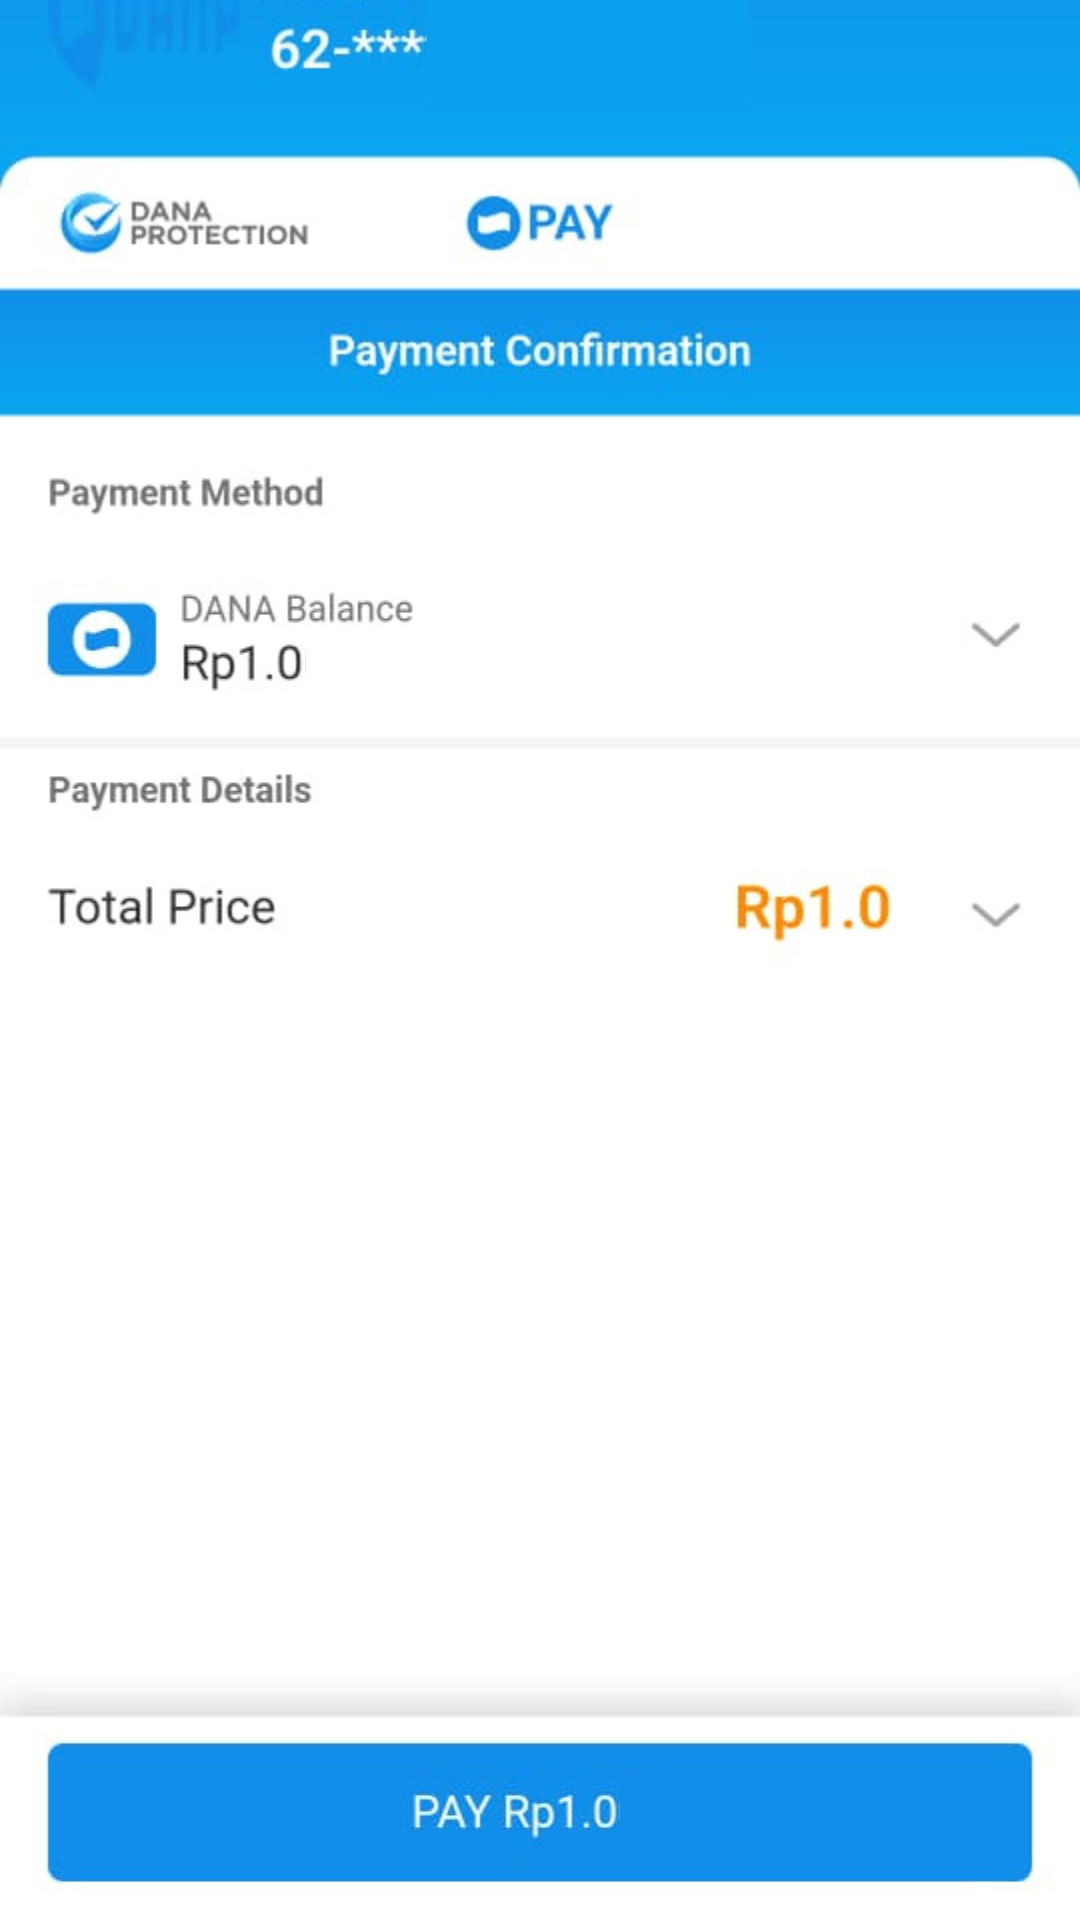 62-***
DANA
PROTECTION
PAY
Payment Confirmation
Payment Method
DANA Balance
Rp1.0
Payment Details
Total Price
Rp1.0
PAY Rp1.0